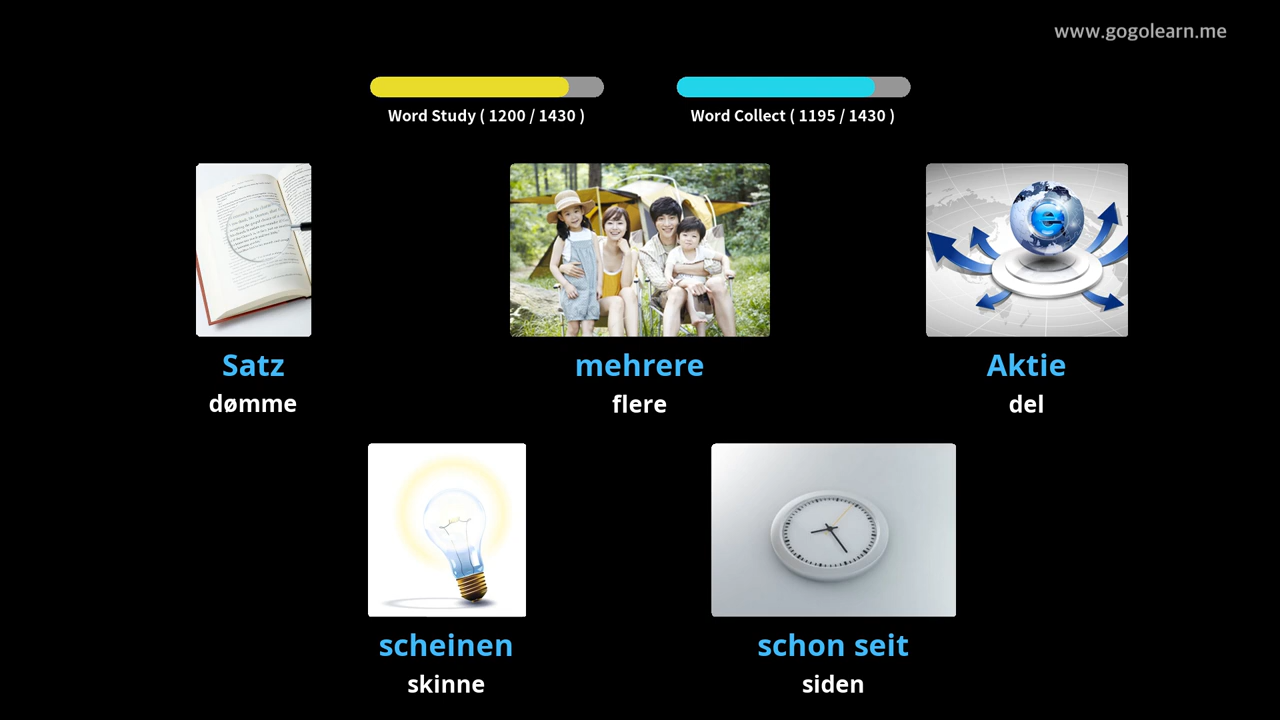 www.gogolearn.me
Word Study ( 1200 / 1430 )
Word Collect ( 1195 / 1430 )
Satz
dømme
mehrere
flere
Aktie
del
scheinen
skinne
schon seit
siden